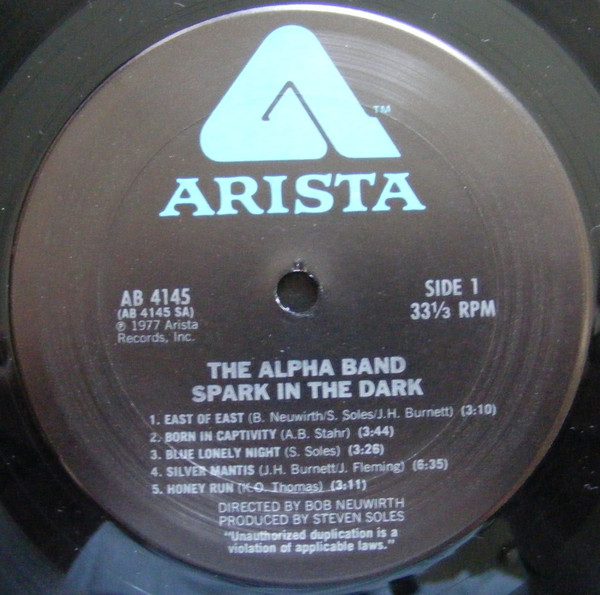 TM
ARISTA
AB 4145
(AB 4145 SA)
℗ 1977 Arista
Records, Inc.
SIDE 1
33⅓ RPM
THE ALPHA BAND
SPARK IN THE DARK
1. EAST OF EAST (B. Neuwirth/S. Soles/J.H. Burnett) (3:10)
2. BORN IN CAPTIVITY (A.B. Stahr) (3:44)
3. BLUE LONELY NIGHT (S. Soles) (3:26)
4. SILVER MANTIS (J.H. Burnett/J. Fleming) (6:35)
5. HONEY RUN (K.O. Thomas) (3:11)
DIRECTED BY BOB NEUWIRTH
PRODUCED BY STEVEN SOLES
"Unauthorized duplication is a
violation of applicable laws."